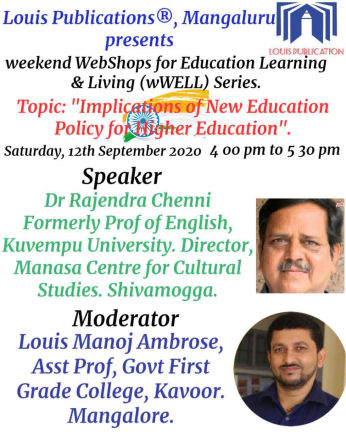 Louis Publications®, Mangaluru
LOUIS PUBLICATION
presents
weekend WebShops for Education Learning
& Living (wWELL) Series.
Topic: "Implications of New Education
Policy for Higher Education".
Saturday, 12th September 2020 4 00 pm to 5 30 pm
Speaker
Dr Rajendra Chenni
Formerly Prof of English,
Kuvempu University. Director,
Manasa Centre for Cultural
Studies. Shivamogga.
Moderator
Louis Manoj Ambrose,
Asst Prof, Govt First
Grade College, Kavoor.
Mangalore.